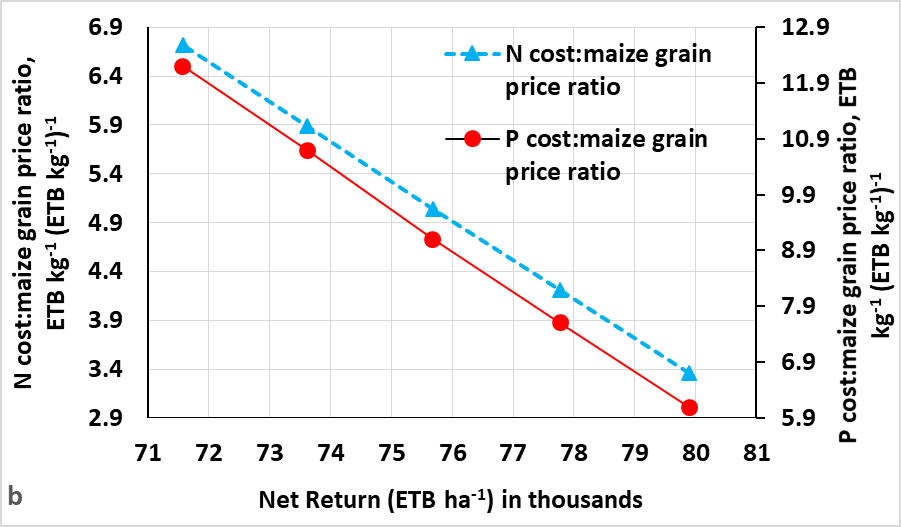 N cost:maize grain price ratio,
ETB kg⁻¹ (ETB kg⁻¹)⁻¹
6.9
6.4
5.9
5.4
4.9
4.4
3.9
3.4
2.9
N cost:maize grain
price ratio
P cost:maize grain
price ratio
12.9
11.9
10.9
9.9
8.9
7.9
6.9
5.9
P cost:maize grain price ratio, ETB
kg⁻¹ (ETB kg⁻¹)⁻¹
71 72 73 74 75 76 77 78 79 80 81
Net Return (ETB ha⁻¹) in thousands
b